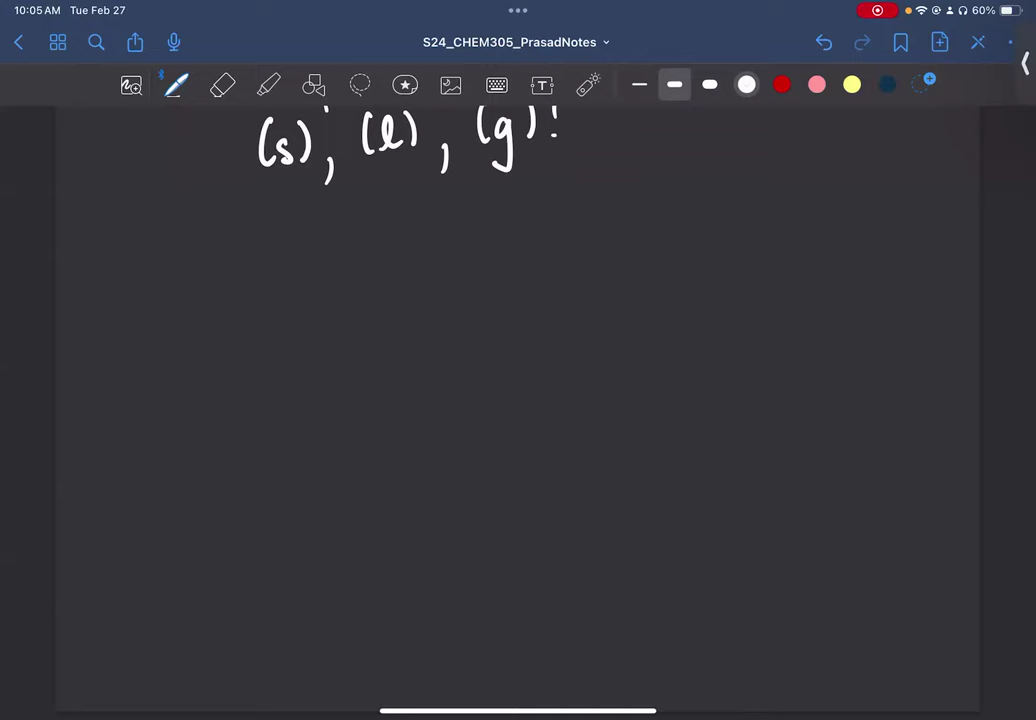 10:05 AM Tue Feb 27
60%
S24_CHEM305_PrasadNotes
(s), (l), (g)!